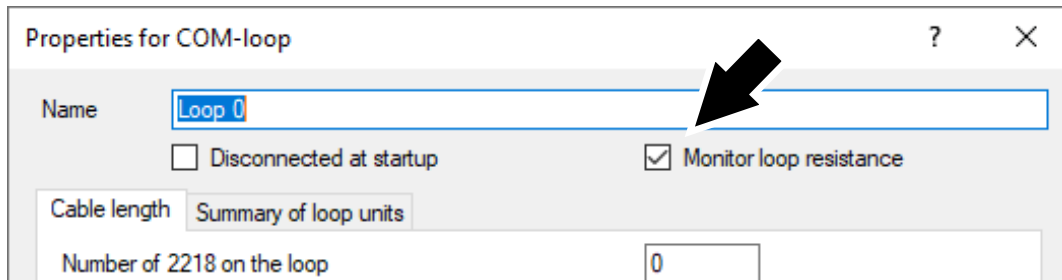 Properties for COM-loop ?
Name Loop 0
Disconnected at startup Monitor loop resistance
Cable length Summary of loop units
Number of 2218 on the loop 0